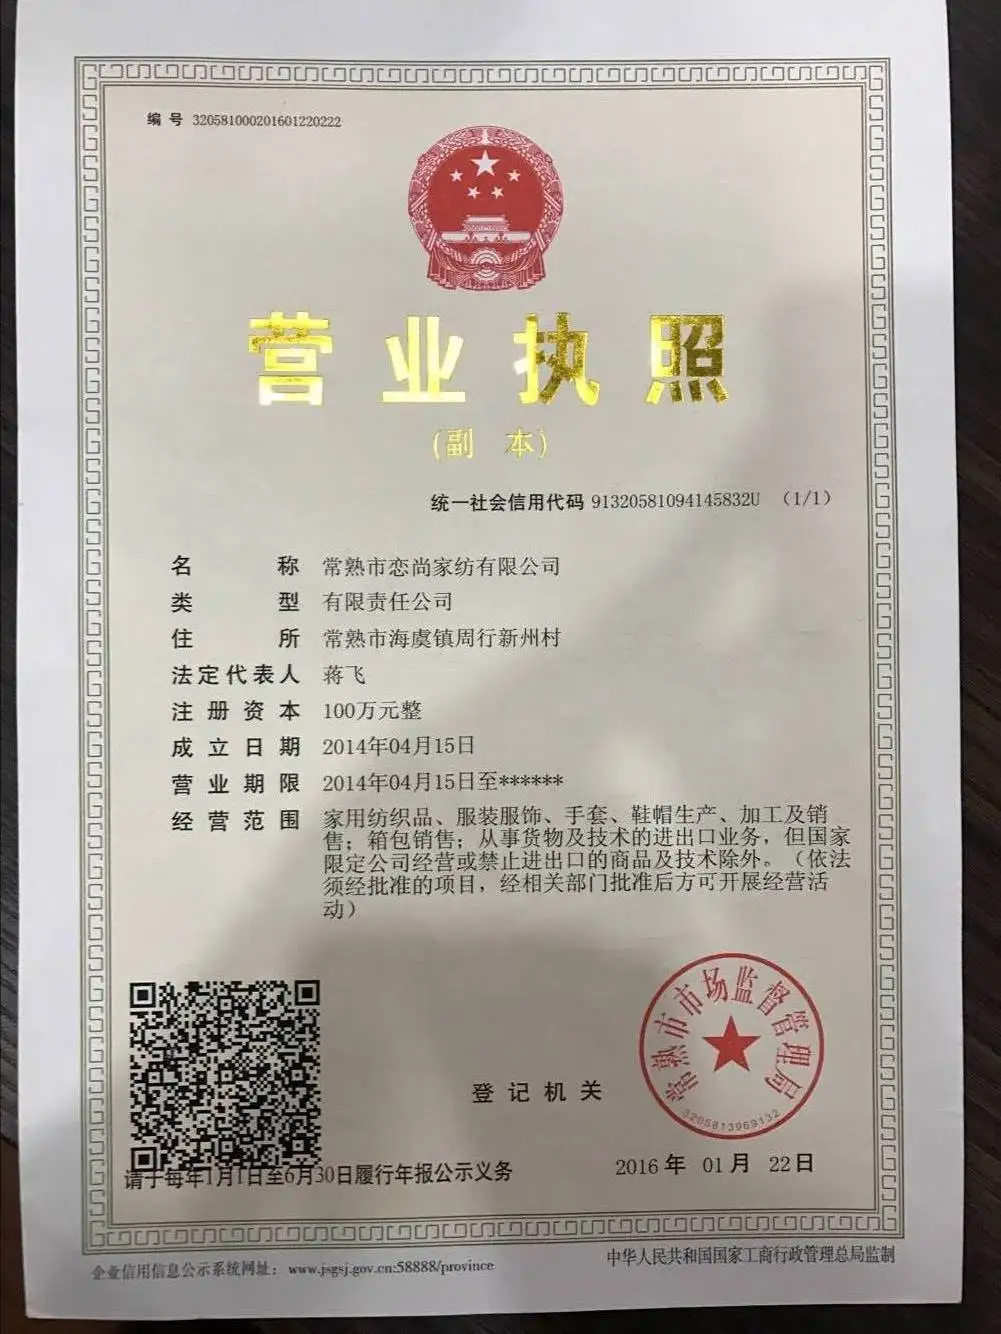 编 号 320581000201601220222
营 业 执 照
(副 本)
统一社会信用代码 91320581094145832U (1/1)
名 称 常熟市恋尚家纺有限公司
类 型 有限责任公司
住 所 常熟市海虞镇周行新州村
法定代表人 蒋飞
注 册 资 本 100万元整
成 立 日 期 2014年04月15日
营 业 期 限 2014年04月15日至******
经 营 范 围 家用纺织品、服装服饰、手套、鞋帽生产、加工及销
售；箱包销售；从事货物及技术的进出口业务，但国家
限定公司经营或禁止进出口的商品及技术除外。（依法
须经批准的项目，经相关部门批准后方可开展经营活
动）
常熟市市场监督管理局
3205813969132
登 记 机 关
2016 年 01 月 22 日
请于每年1月1日至6月30日履行年报公示义务
企业信用信息公示系统网址：www.jsgsj.gov.cn:58888/province
中华人民共和国国家工商行政管理总局监制